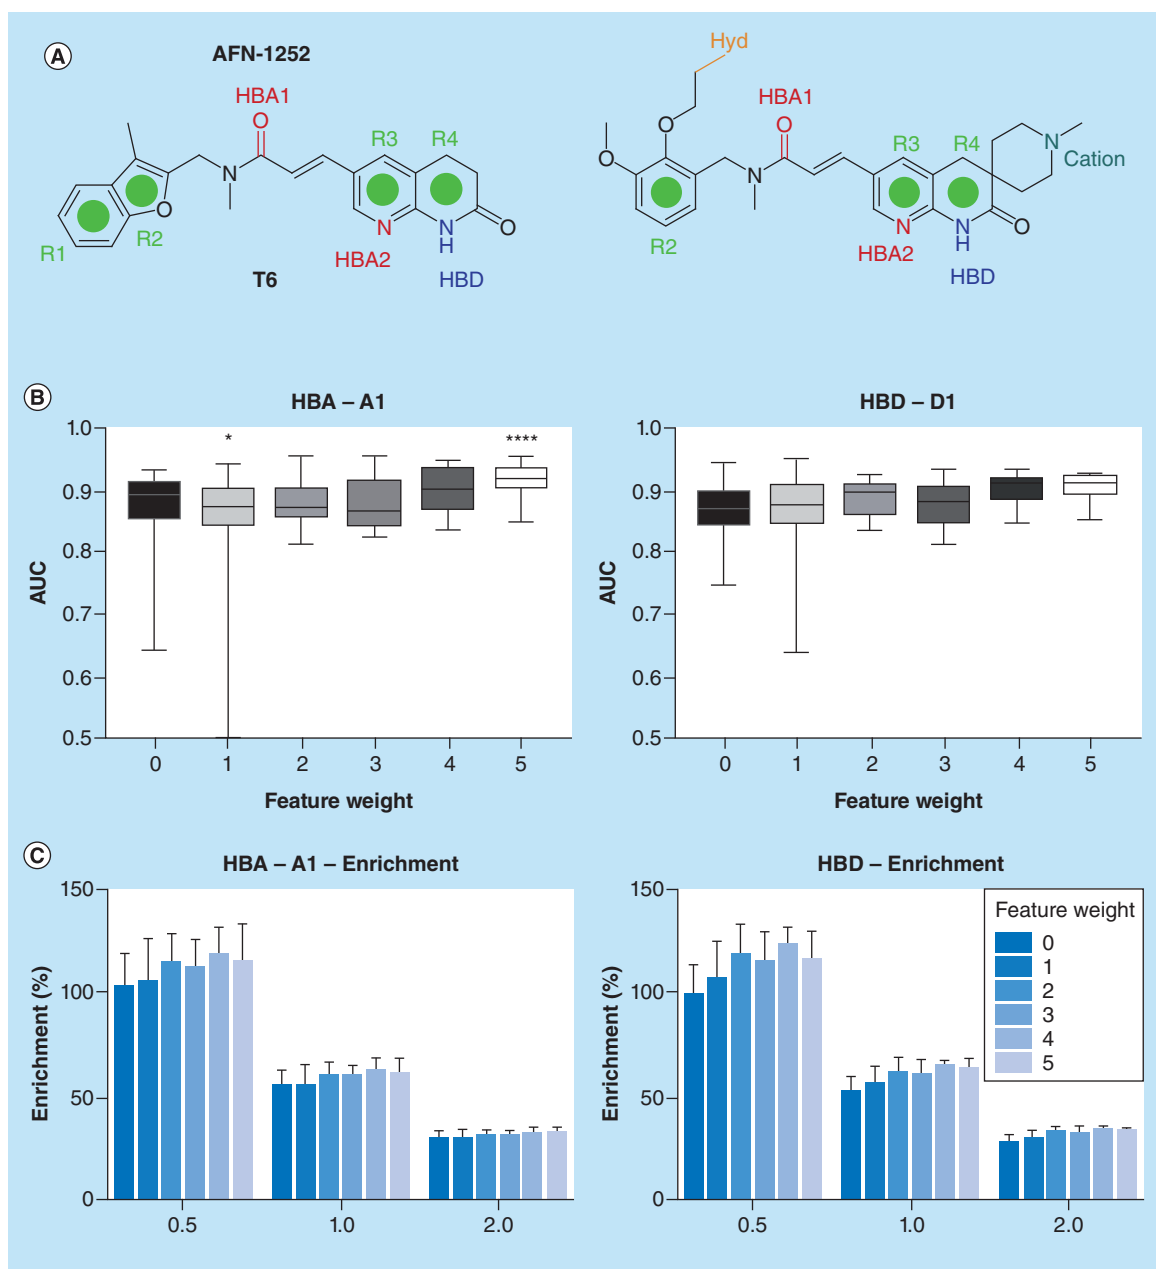 A
AFN-1252
HBA1
O
R3
R4
N
O
R1
R2
N
N
H
O
HBA2
T6
HBD
Hyd
HBA1
O
O
O
R3
R4
N
Cation
N
R2
N
N
H
O
HBA2
HBD
B
HBA – A1
1.0
0.9
0.8
0.7
0.6
0.5
AUC
*
****
0 1 2 3 4 5
Feature weight
HBD – D1
1.0
0.9
0.8
0.7
0.6
0.5
AUC
0 1 2 3 4 5
Feature weight
C
HBA – A1 – Enrichment
150
100
50
0
Enrichment (%)
0.5 1.0 2.0
HBD – Enrichment
150
100
50
0
Enrichment (%)
0.5 1.0 2.0
Feature weight
0
1
2
3
4
5